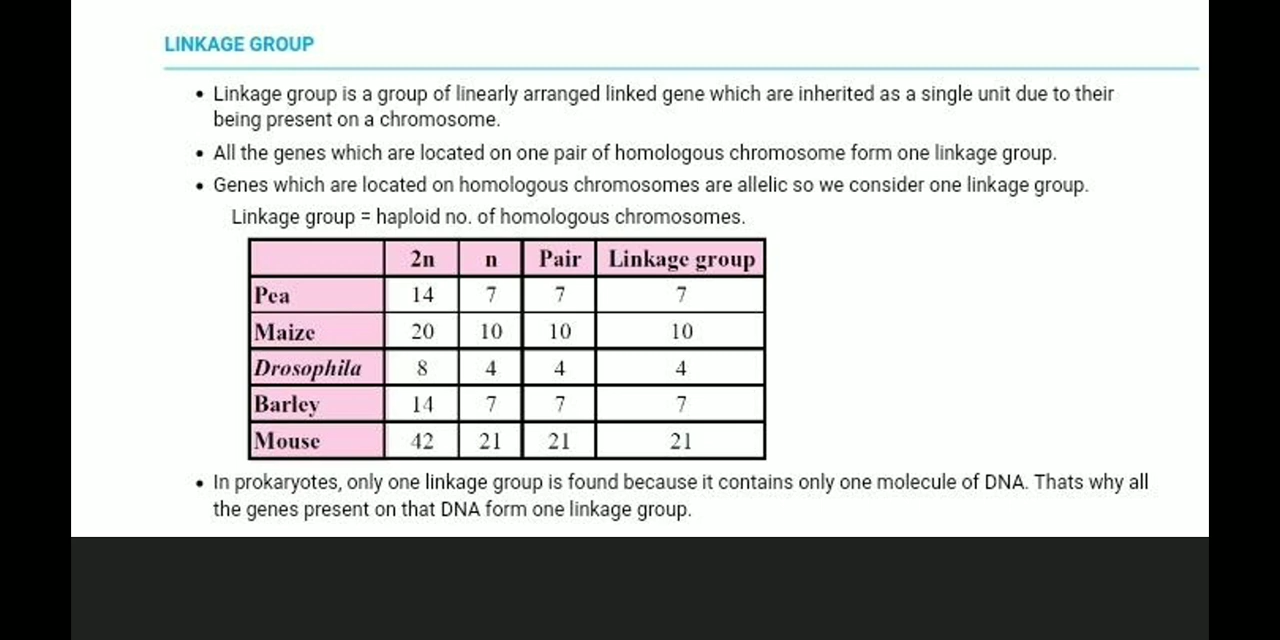 LINKAGE GROUP
• Linkage group is a group of linearly arranged linked gene which are inherited as a single unit due to their
being present on a chromosome.
• All the genes which are located on one pair of homologous chromosome form one linkage group.
• Genes which are located on homologous chromosomes are allelic so we consider one linkage group.
Linkage group = haploid no. of homologous chromosomes.
2n n Pair Linkage group
Pea 14 7 7 7
Maize 20 10 10 10
Drosophila 8 4 4 4
Barley 14 7 7 7
Mouse 42 21 21 21
• In prokaryotes, only one linkage group is found because it contains only one molecule of DNA. Thats why all
the genes present on that DNA form one linkage group.